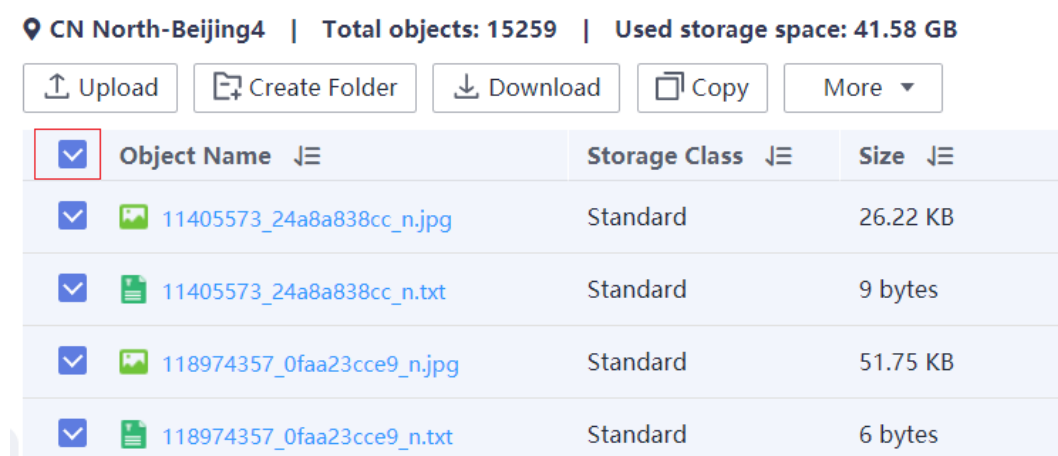 CN North-Beijing4 | Total objects: 15259 | Used storage space: 41.58 GB
Upload Create Folder Download Copy More
Object Name Storage Class Size
11405573_24a8a838cc_n.jpg Standard 26.22 KB
11405573_24a8a838cc_n.txt Standard 9 bytes
118974357_0faa23cce9_n.jpg Standard 51.75 KB
118974357_0faa23cce9_n.txt Standard 6 bytes